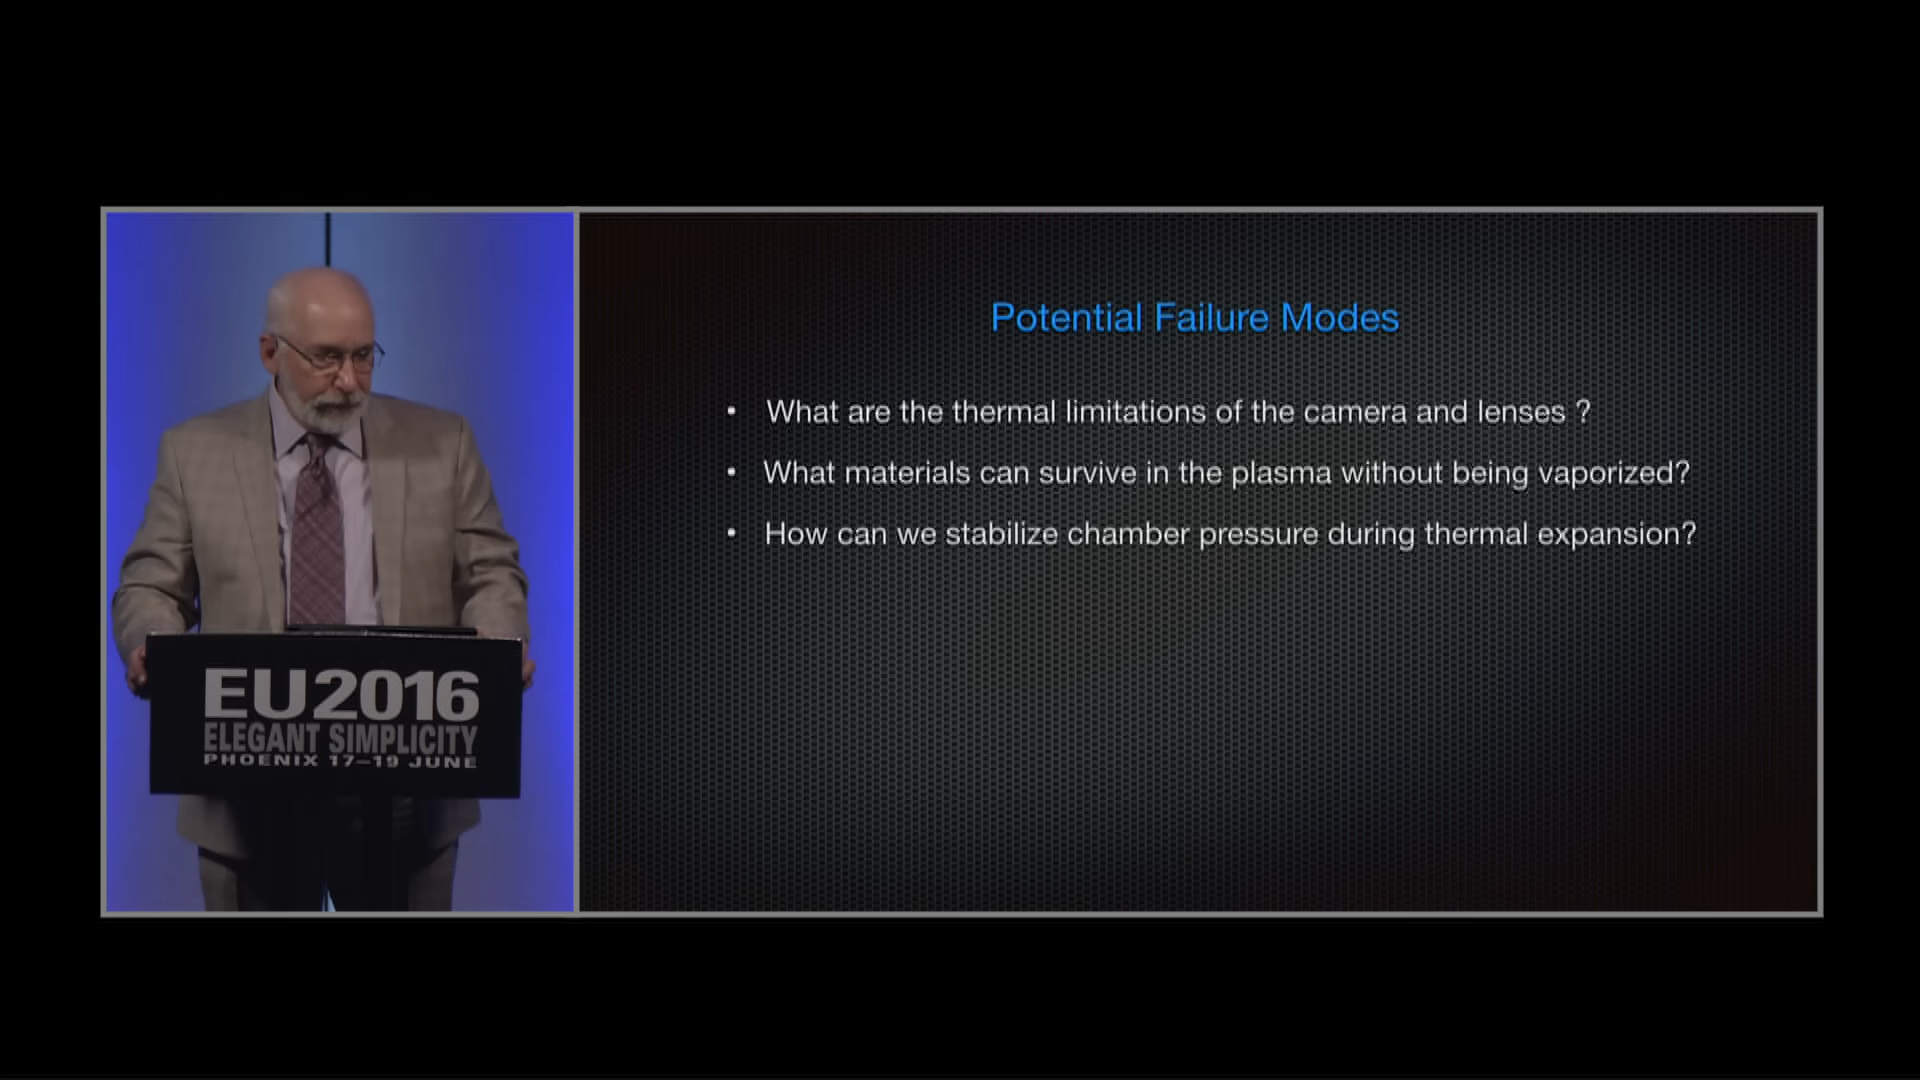 EU2016
ELEGANT SIMPLICITY
PHOENIX 17–19 JUNE
Potential Failure Modes
• What are the thermal limitations of the camera and lenses ?
• What materials can survive in the plasma without being vaporized?
• How can we stabilize chamber pressure during thermal expansion?